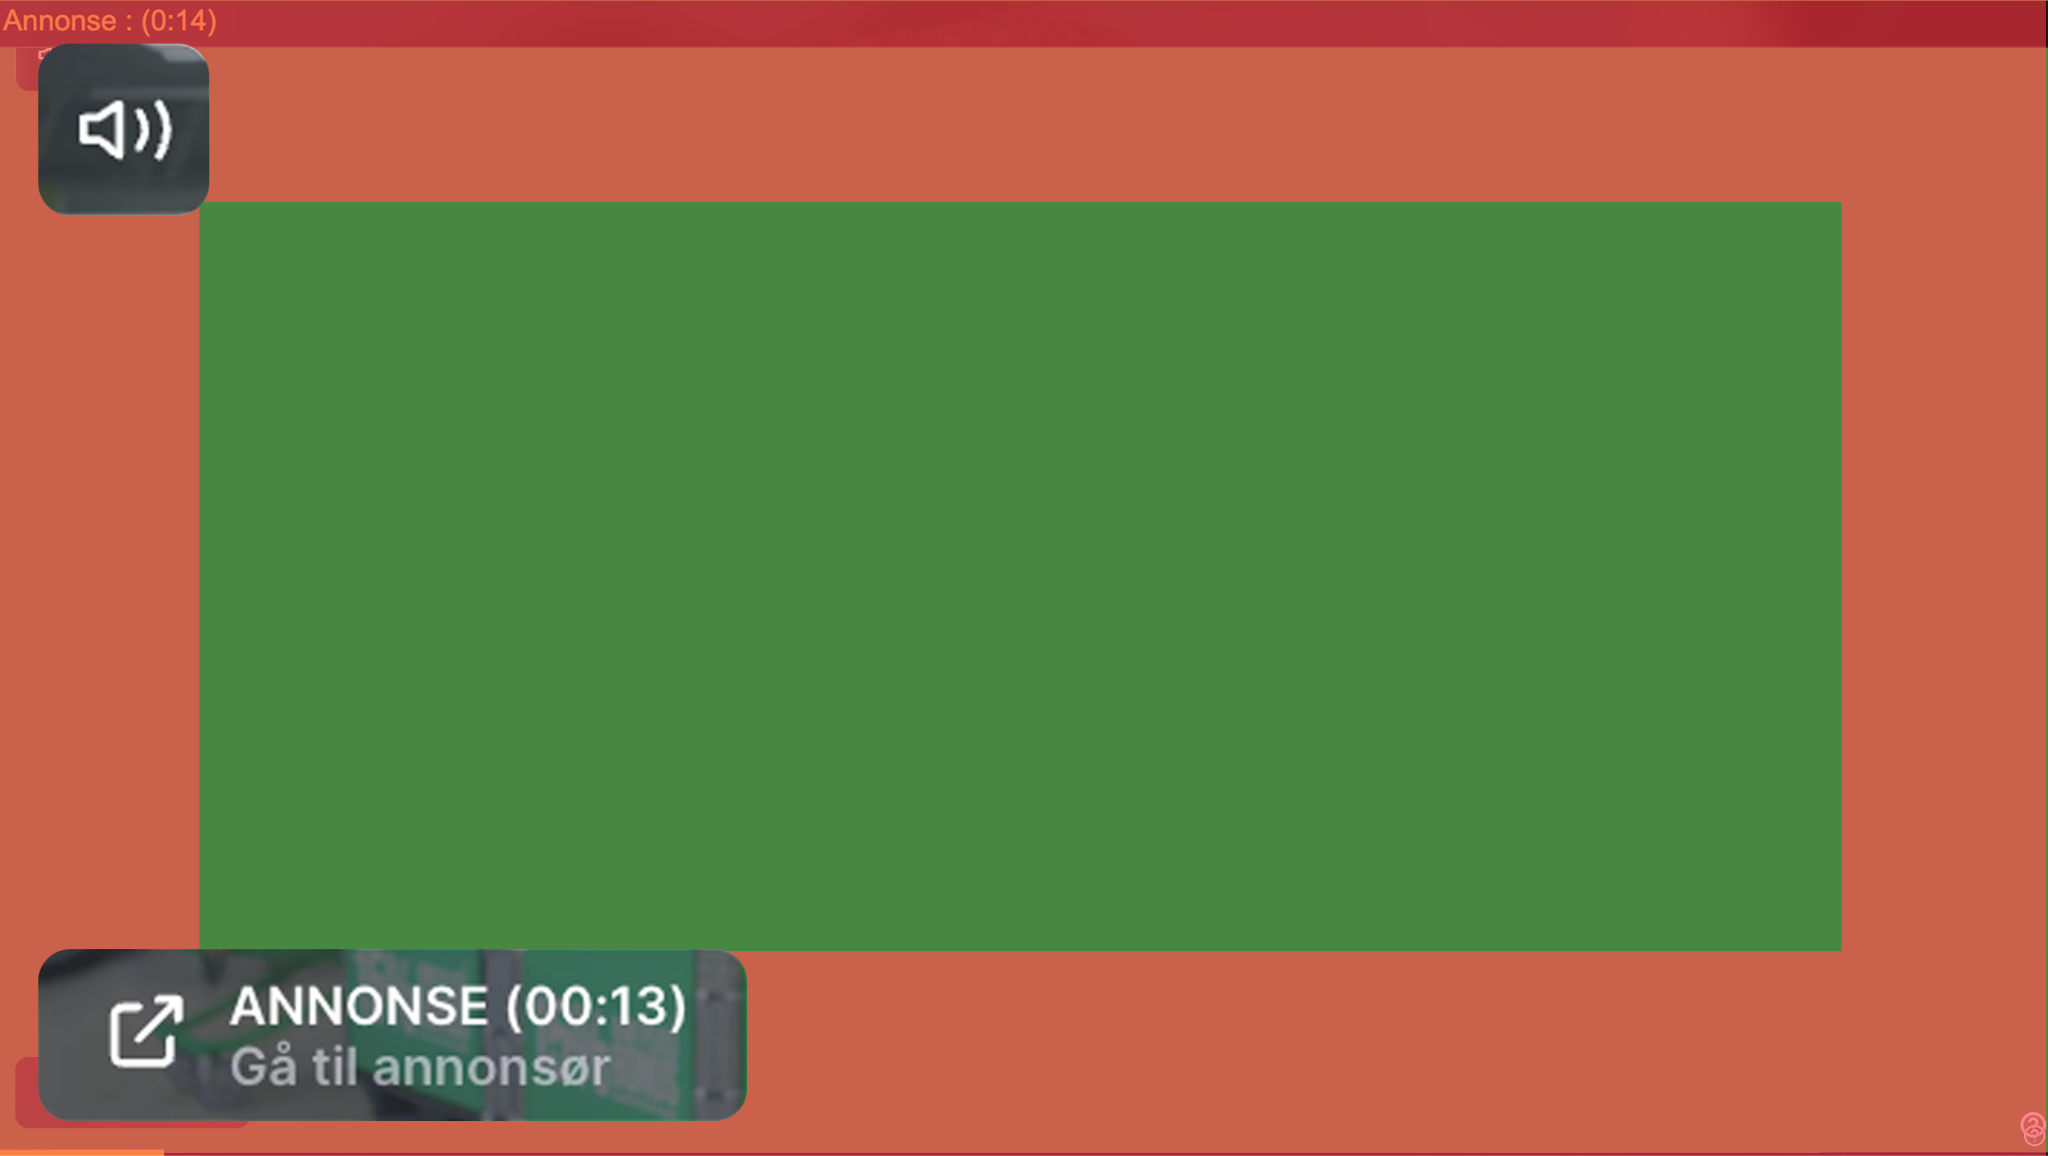 Annonse : (0:14)
ANNONSE (00:13)
Gå til annonsør